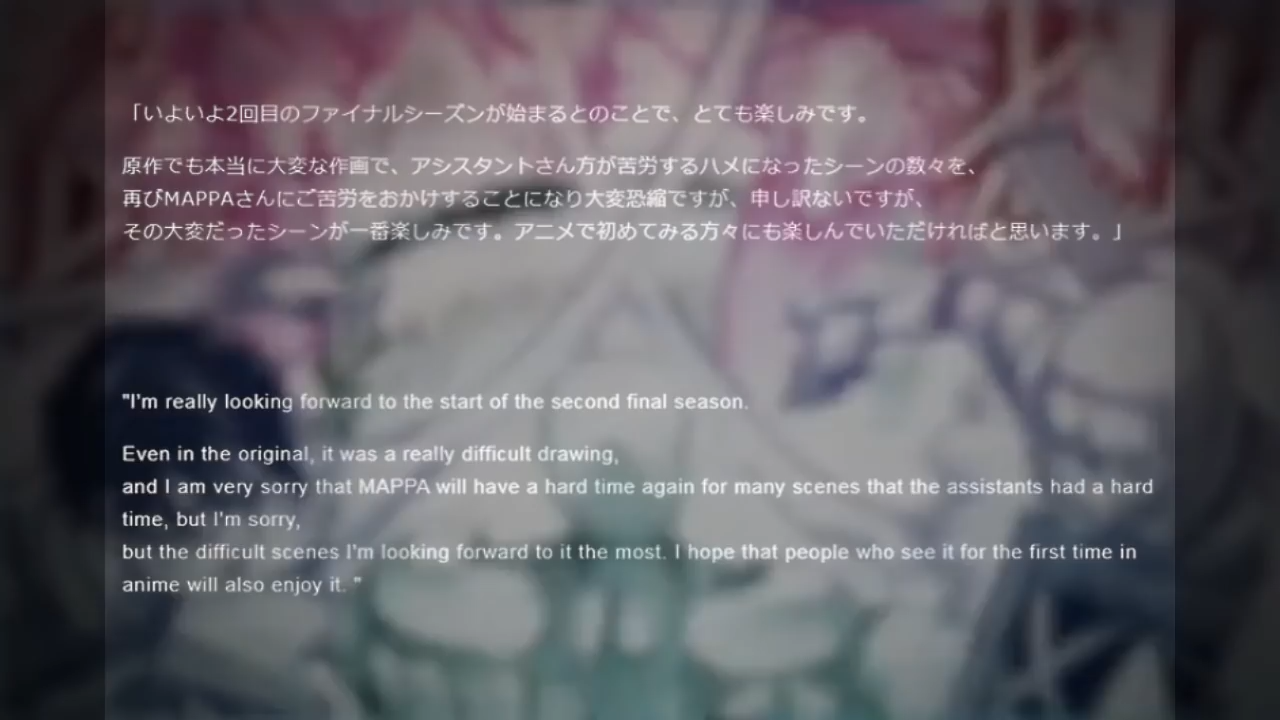 「いよいよ2回目のファイナルシーズンが始まるとのことで、とても楽しみです。
原作でも本当に大変な作画で、アシスタントさん方が苦労するハメになったシーンの数々を、
再びMAPPAさんにご苦労をおかけすることになり大変恐縮ですが、申し訳ないですが、
その大変だったシーンが一番楽しみです。アニメで初めてみる方々にも楽しんでいただければと思います。」
"I'm really looking forward to the start of the second final season.
Even in the original, it was a really difficult drawing,
and I am very sorry that MAPPA will have a hard time again for many scenes that the assistants had a hard
time, but I'm sorry,
but the difficult scenes I'm looking forward to it the most. I hope that people who see it for the first time in
anime will also enjoy it. "